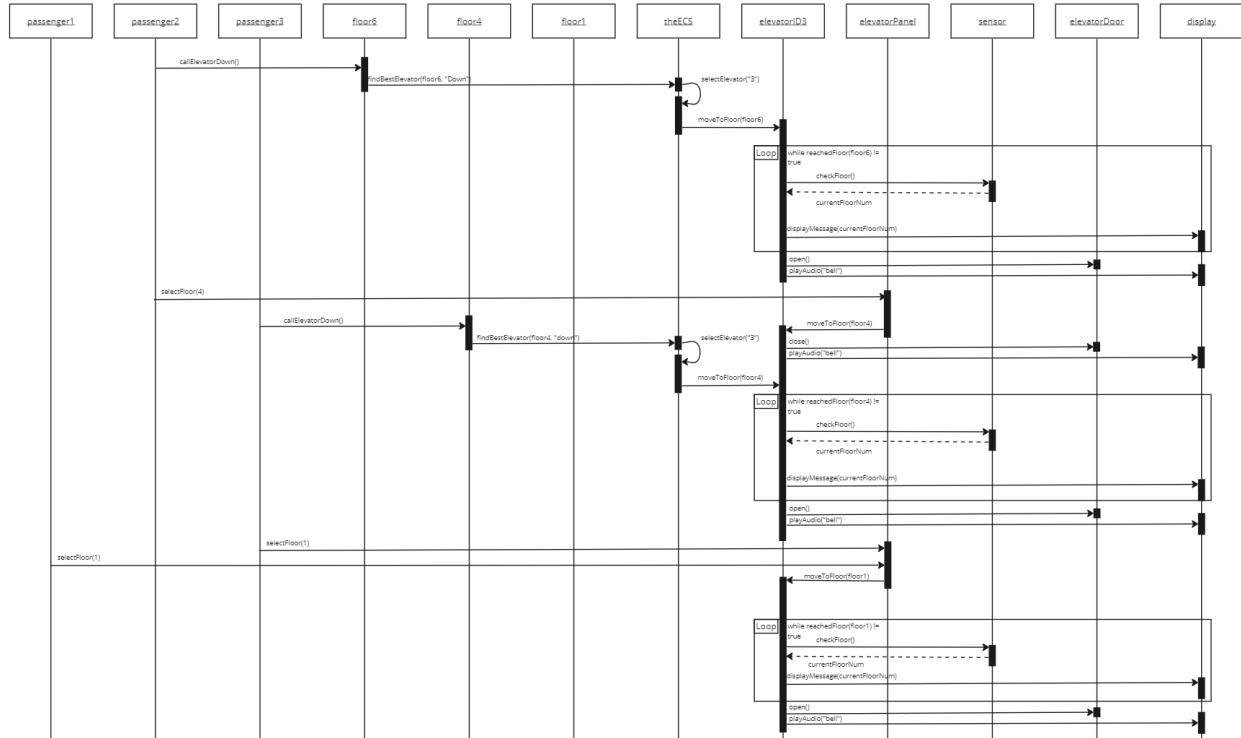 passenger1
passenger2
passenger3
floor6
floor4
floor1
theECS
elevatorID3
elevatorPanel
sensor
elevatorDoor
display
callElevatorDown()
findBestElevator(floor6, "Down")
selectElevator("3")
moveToFloor(floor6)
Loop
while reachedFloor(floor6) !=
true
checkFloor()
currentFloorNum
displayMessage(currentFloorNum)
open()
playAudio("bell")
selectFloor(4)
callElevatorDown()
moveToFloor(floor4)
findBestElevator(floor4, "down")
selectElevator("3")
close()
playAudio("bell")
moveToFloor(floor4)
Loop
while reachedFloor(floor4) !=
true
checkFloor()
currentFloorNum
displayMessage(currentFloorNum)
open()
playAudio("bell")
selectFloor(1)
selectFloor(1)
moveToFloor(floor1)
Loop
while reachedFloor(floor1) !=
true
checkFloor()
currentFloorNum
displayMessage(currentFloorNum)
open()
playAudio("bell")